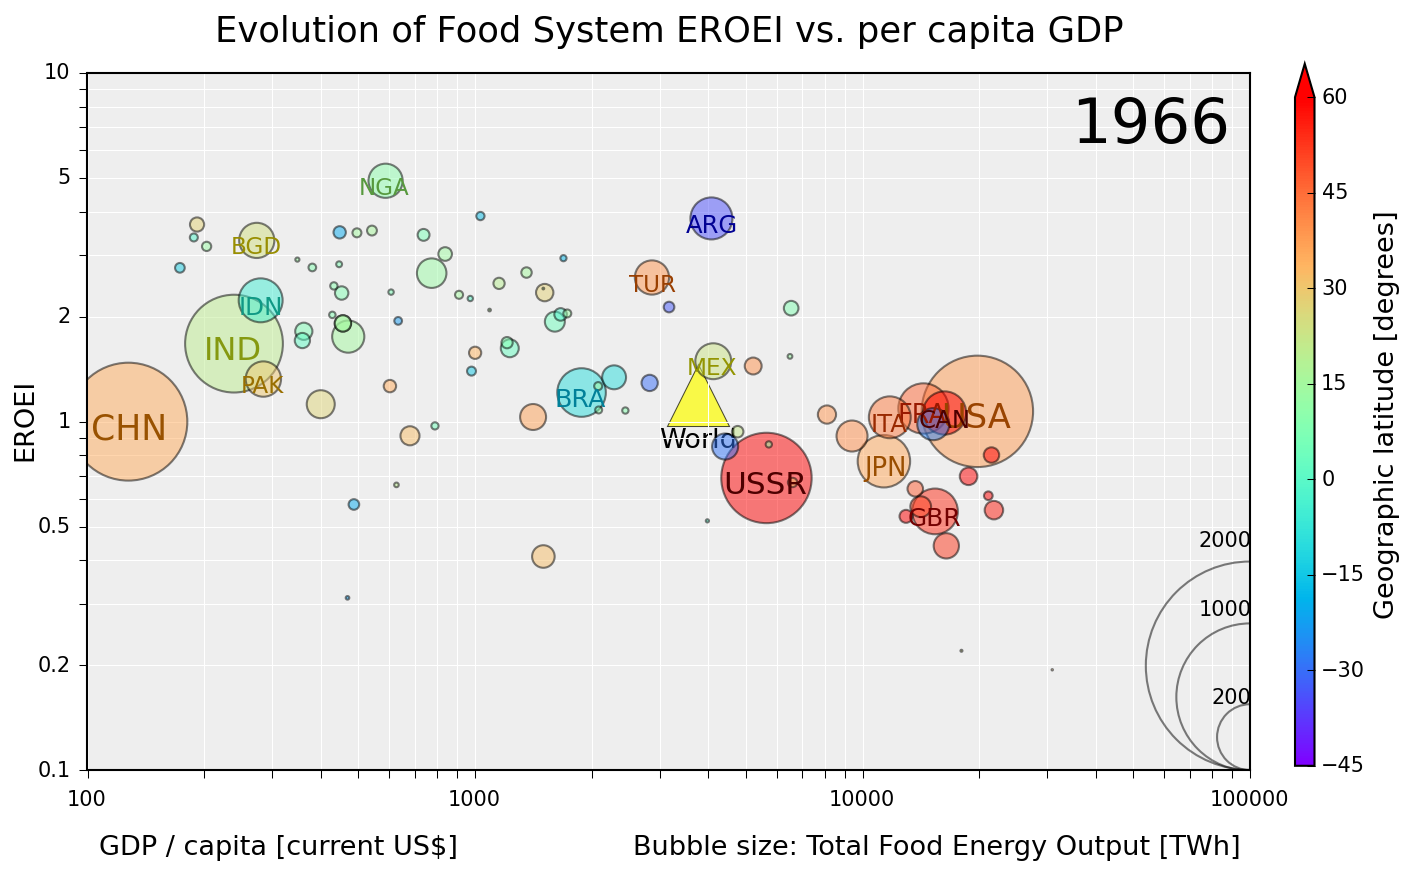 Evolution of Food System EROEI vs. per capita GDP
1966
EROEI
10
5
2
1
0.5
0.2
0.1
NGA
BGD
ARG
TUR
IDN
IND
PAK
MEX
BRA
CHN
World
ITA
FRA
CAN
USA
JPN
USSR
GBR
2000
1000
200
100
1000
10000
100000
GDP / capita [current US$]
Bubble size: Total Food Energy Output [TWh]
60
45
30
15
0
−15
−30
−45
Geographic latitude [degrees]